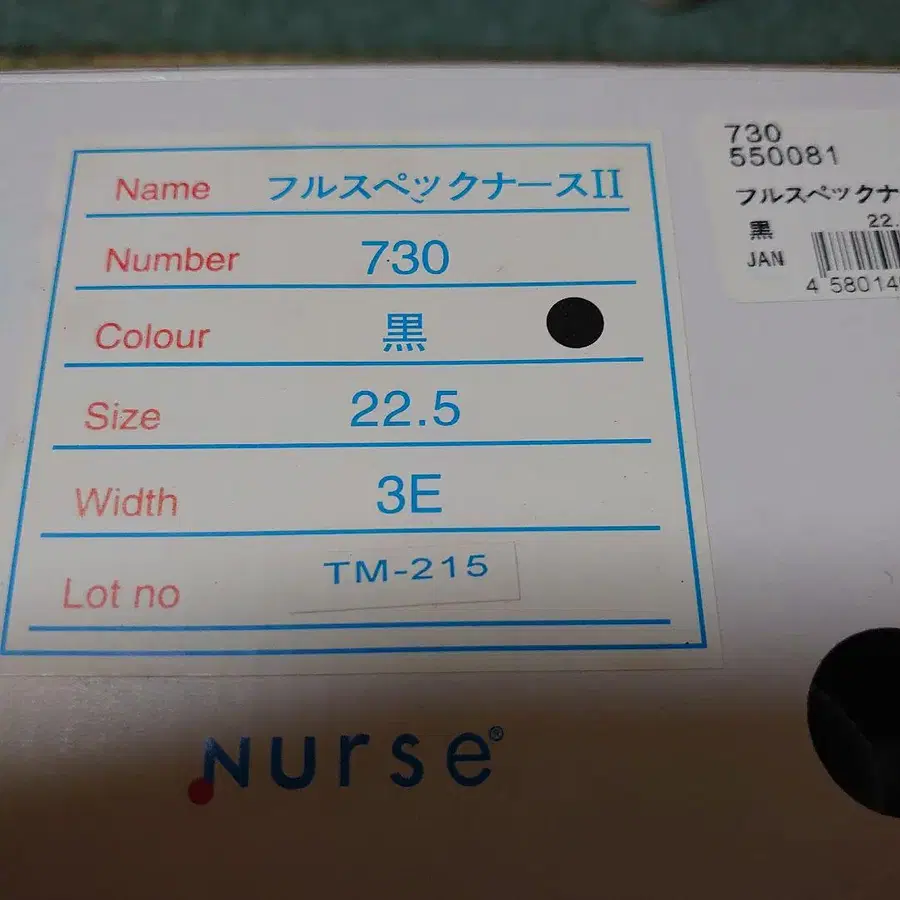 Name フルスペックナースII
Number 730
Colour 黒
Size 22.5
Width 3E
Lot no TM-215
Nurse®
730
550081
フルスペックナ
黒 22.
JAN
4 58014